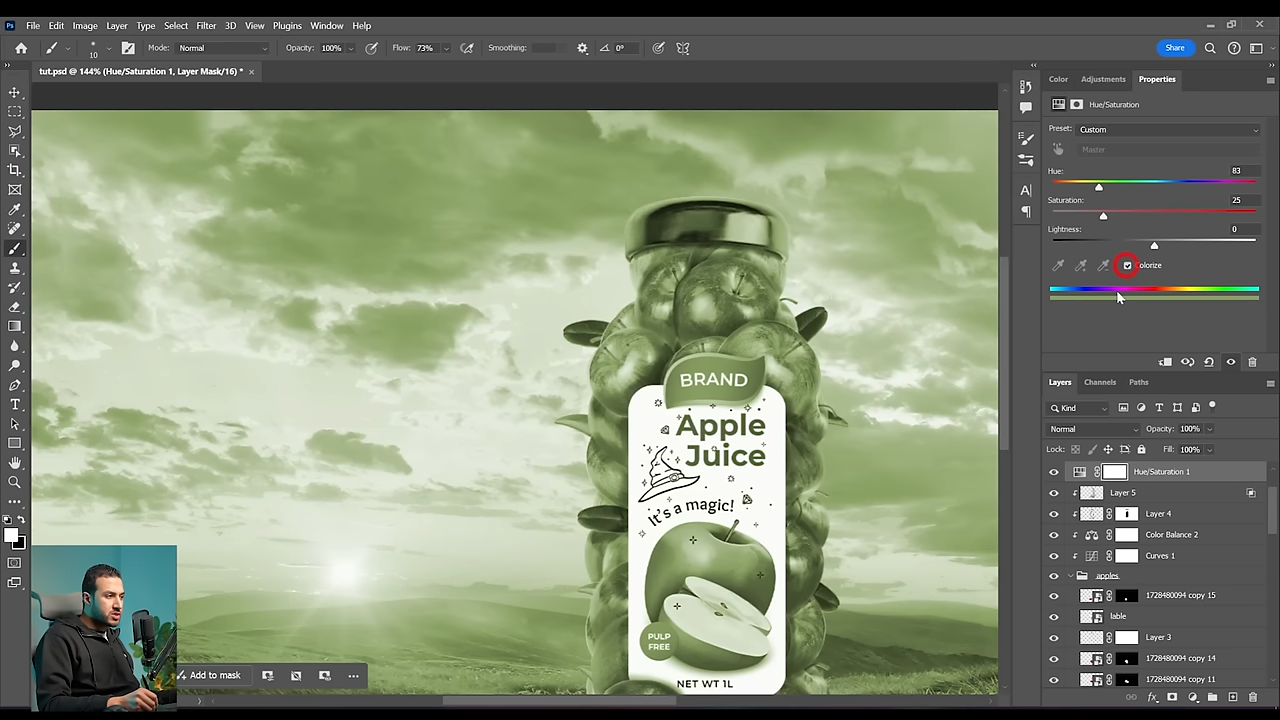 Ps File Edit Image Layer Type Select Filter 3D View Plugins Window Help
10 Mode: Normal Opacity: 100% Flow: 73% Smoothing: 0° Share
tut.psd @ 144% (Hue/Saturation 1, Layer Mask/16) * ×
Color Adjustments Properties
Hue/Saturation
Preset: Custom
Master
Hue: 83
Saturation: 25
Lightness: 0
Colorize
BRAND
Apple
Juice
It's a magic!
PULP
FREE
NET WT 1L
Add to mask
Layers Channels Paths
Kind
Normal Opacity: 100%
Lock: Fill: 100%
Hue/Saturation 1
Layer 5
Layer 4
Color Balance 2
Curves 1
apples
1728480094 copy 15
lable
Layer 3
1728480094 copy 14
1728480094 copy 11
fx